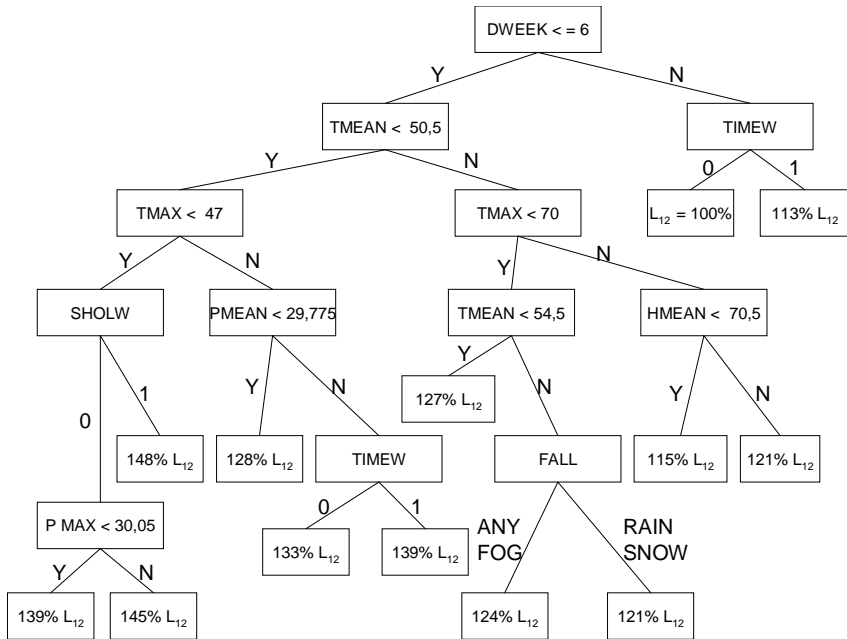 DWEEK < = 6
Y
N
TMEAN < 50,5
TIMEW
Y
N
0
1
TMAX < 47
TMAX < 70
L₁₂ = 100%
113% L₁₂
Y
N
Y
N
SHOLW
PMEAN < 29,775
TMEAN < 54,5
HMEAN < 70,5
Y
127% L₁₂
0
1
Y
N
N
Y
N
148% L₁₂
128% L₁₂
TIMEW
FALL
115% L₁₂
121% L₁₂
P MAX < 30,05
0
1
ANY
FOG
RAIN
SNOW
133% L₁₂
139% L₁₂
Y
N
139% L₁₂
145% L₁₂
124% L₁₂
121% L₁₂